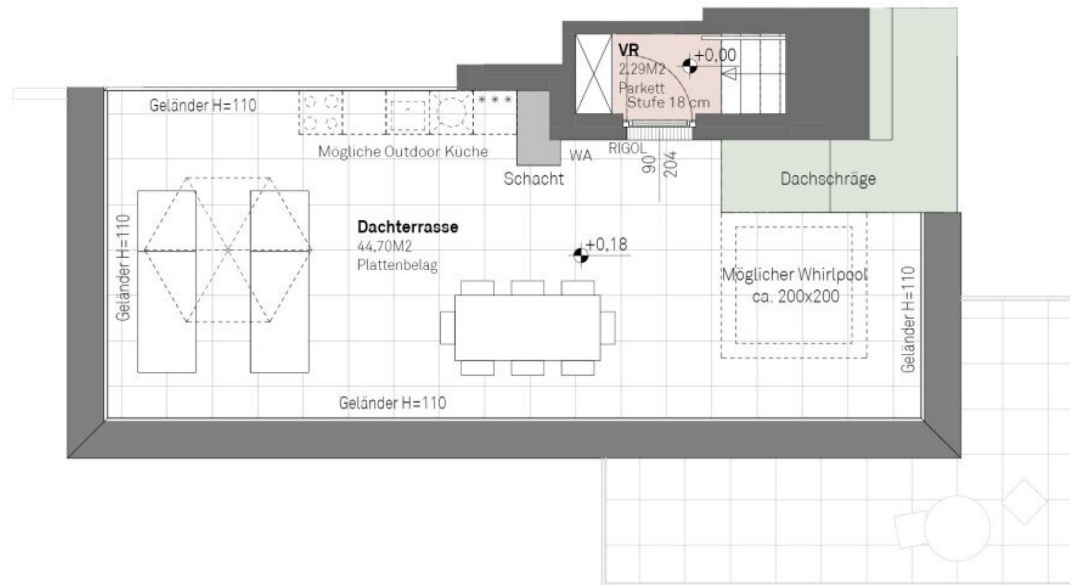 VR
2,29M2
Parkett
Stufe 18 cm
+0,00
Geländer H=110
Mögliche Outdoor Küche
***
WA
RIGOL
90
204
Schacht
Dachschräge
Geländer H=110
Dachterrasse
44,70M2
Plattenbelag
+0,18
Möglicher Whirlpool
ca. 200x200
Geländer H=110
Geländer H=110